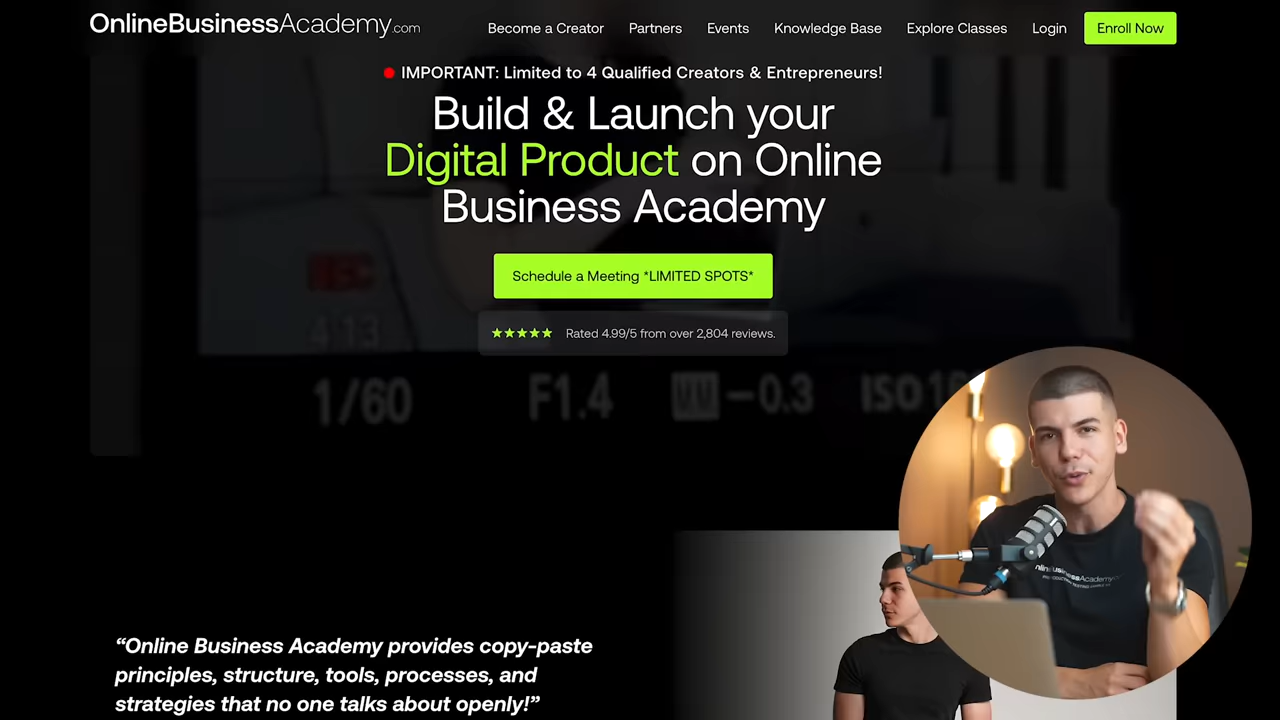 OnlineBusinessAcademy.com
Become a Creator
Partners
Events
Knowledge Base
Explore Classes
Login
Enroll Now
IMPORTANT: Limited to 4 Qualified Creators & Entrepreneurs!
Build & Launch your
Digital Product on Online
Business Academy
Schedule a Meeting *LIMITED SPOTS*
★★★★★ Rated 4.99/5 from over 2,804 reviews.
REC
4:13
1/60 F1.4 −0.3
“Online Business Academy provides copy-paste
principles, structure, tools, processes, and
strategies that no one talks about openly!”